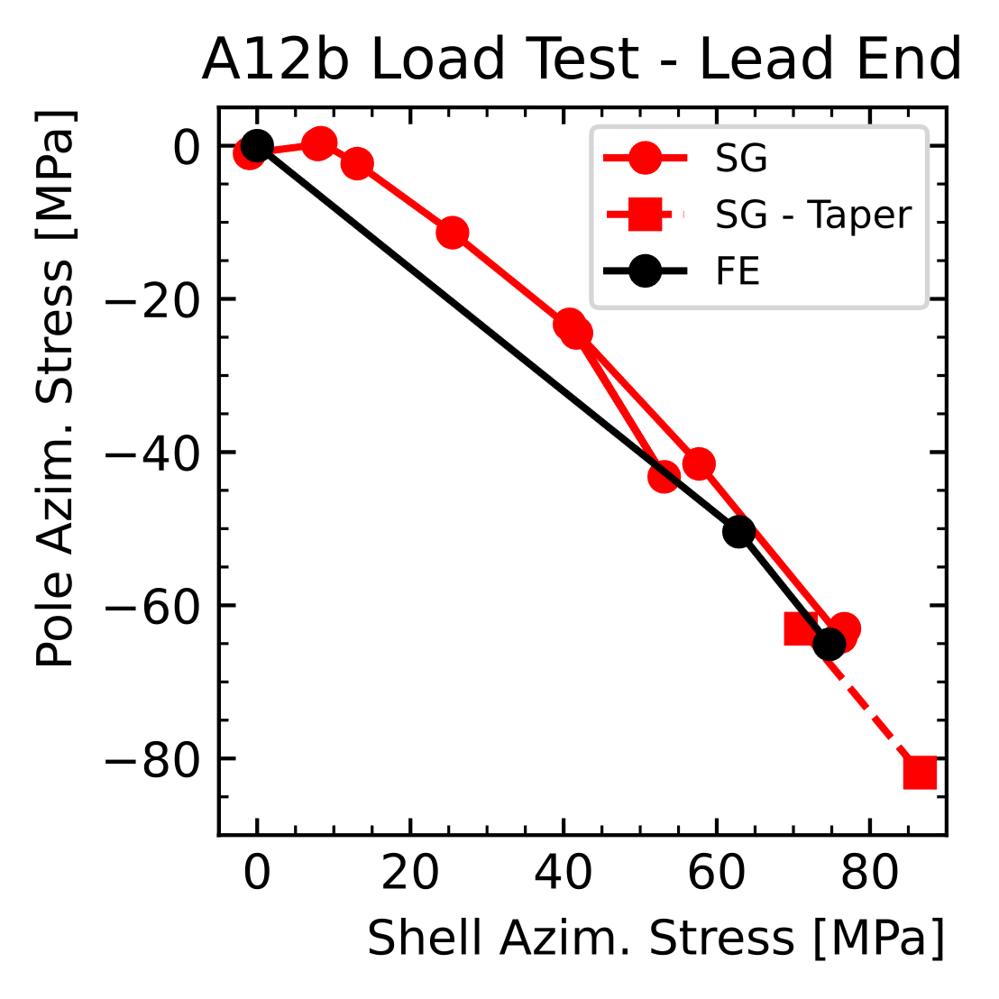 A12b Load Test - Lead End
Pole Azim. Stress [MPa]
0
−20
−40
−60
−80
SG
SG - Taper
FE
0 20 40 60 80
Shell Azim. Stress [MPa]